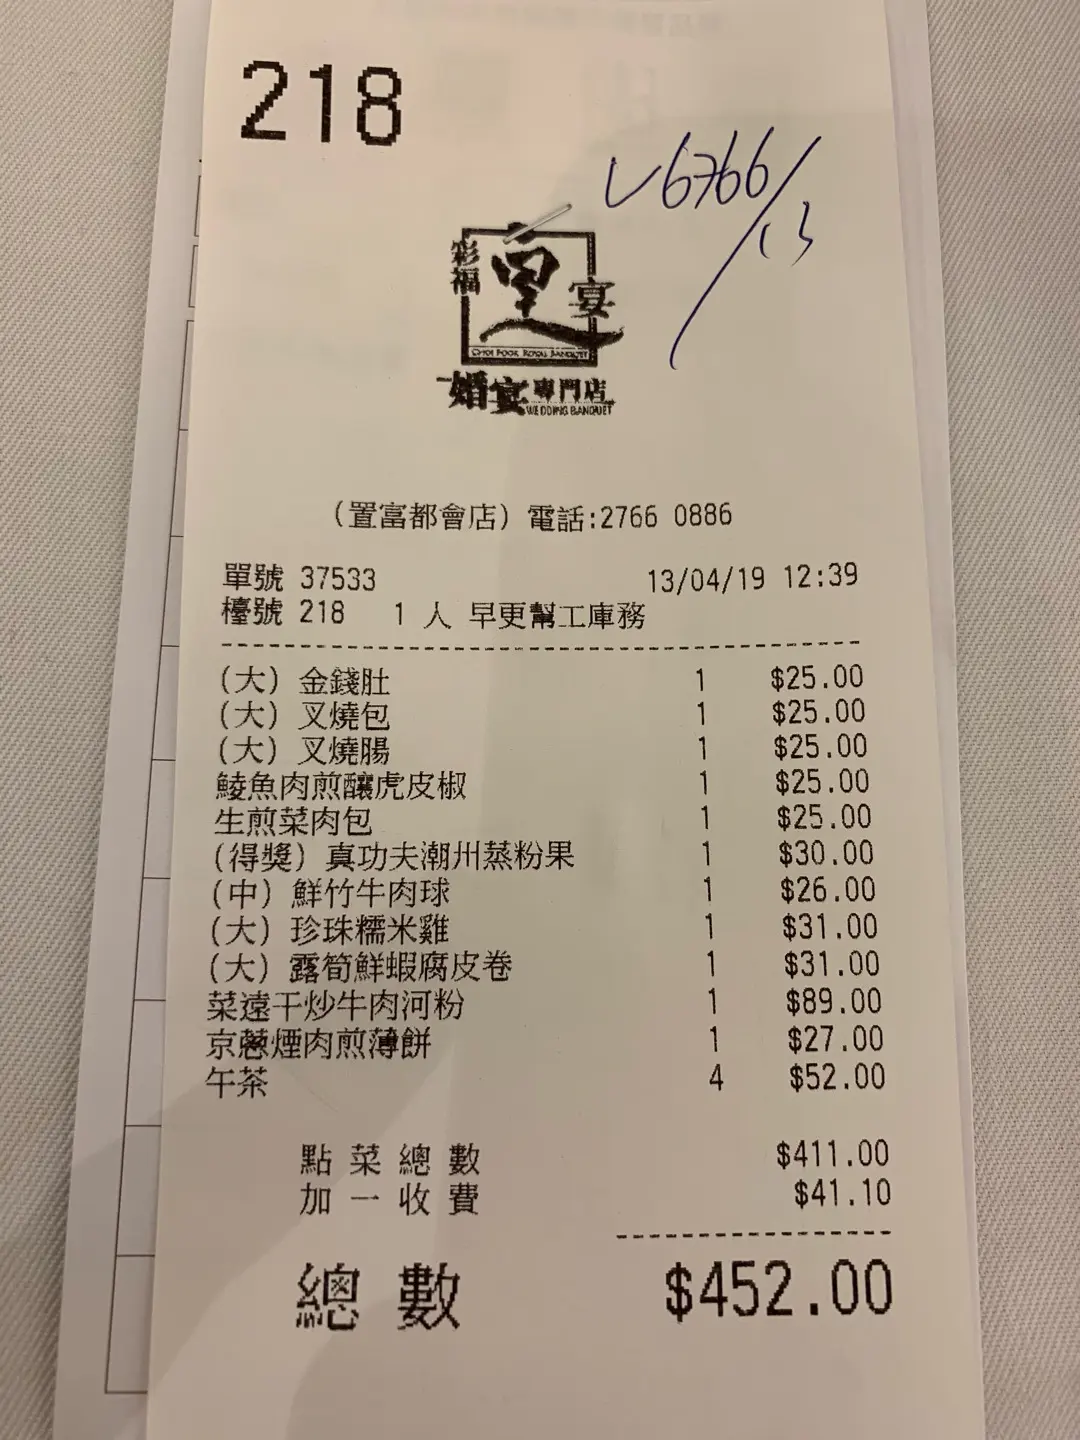 218
✓6766/13
彩福
皇
宴
CHOI FOOK ROYAL BANQUET
婚宴專門店
WEDDING BANQUET
(置富都會店) 電話:2766 0886
單號 37533 13/04/19 12:39
檯號 218 1 人 早更幫工庫務
(大) 金錢肚 1 $25.00
(大) 叉燒包 1 $25.00
(大) 叉燒腸 1 $25.00
鯪魚肉煎釀虎皮椒 1 $25.00
生煎菜肉包 1 $25.00
(得獎) 真功夫潮州蒸粉果 1 $30.00
(中) 鮮竹牛肉球 1 $26.00
(大) 珍珠糯米雞 1 $31.00
(大) 露筍鮮蝦腐皮卷 1 $31.00
菜遠干炒牛肉河粉 1 $89.00
京蔥煙肉煎薄餅 1 $27.00
午茶 4 $52.00
點菜總數 $411.00
加一收費 $41.10
總數 $452.00